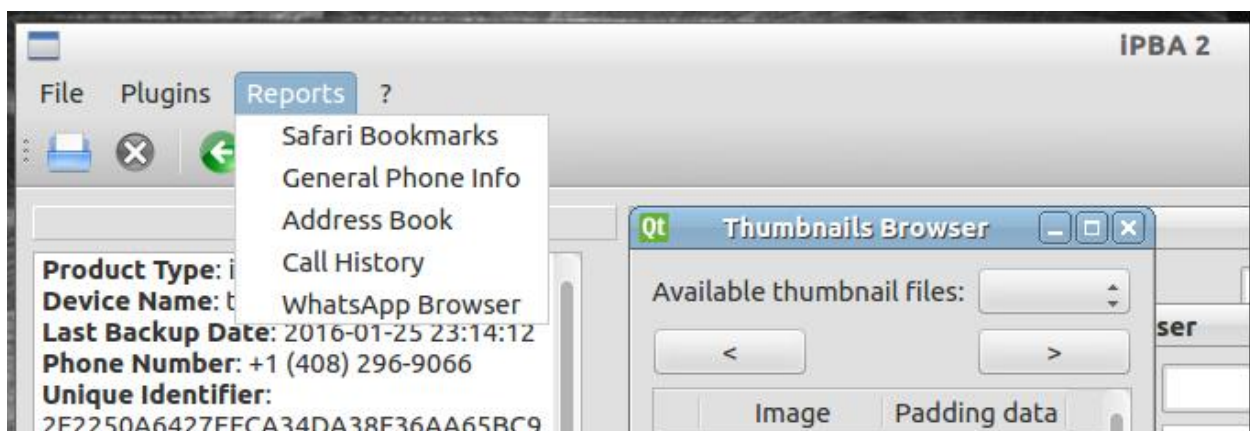 iPBA 2
File Plugins Reports ?
Safari Bookmarks
General Phone Info
Address Book
Call History
WhatsApp Browser
Product Type: i
Device Name: t
Last Backup Date: 2016-01-25 23:14:12
Phone Number: +1 (408) 296-9066
Unique Identifier:
2E2250A6427EFCA34DA38F36AA65BC9
Qt Thumbnails Browser
Available thumbnail files:
< >
Image Padding data
ser